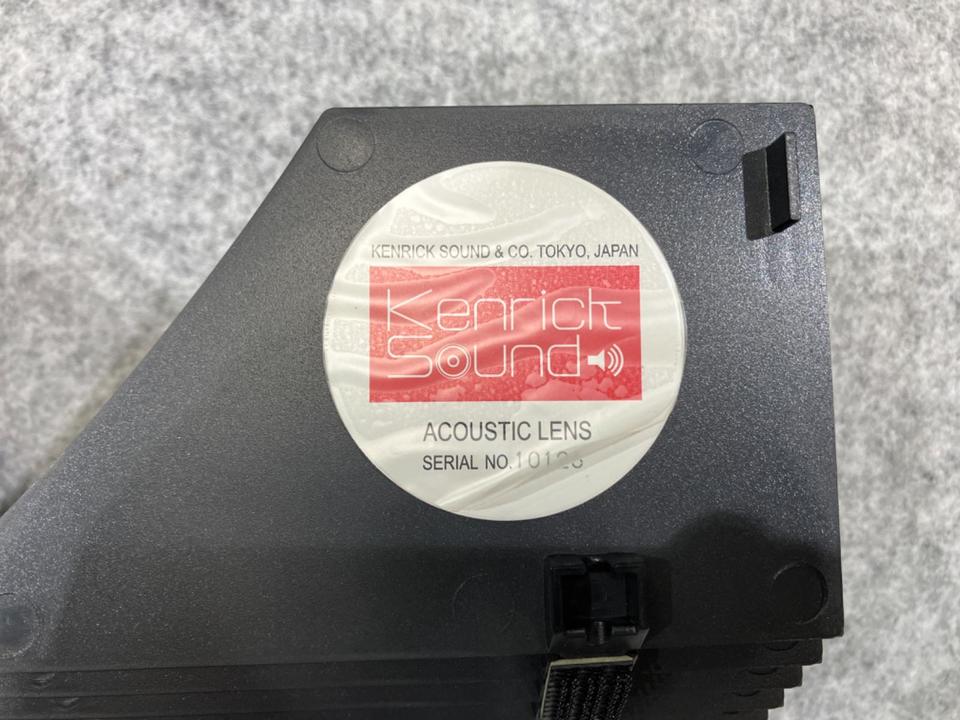 KENRICK SOUND & CO. TOKYO, JAPAN
Kenrick
Sound
ACOUSTIC LENS
SERIAL NO.